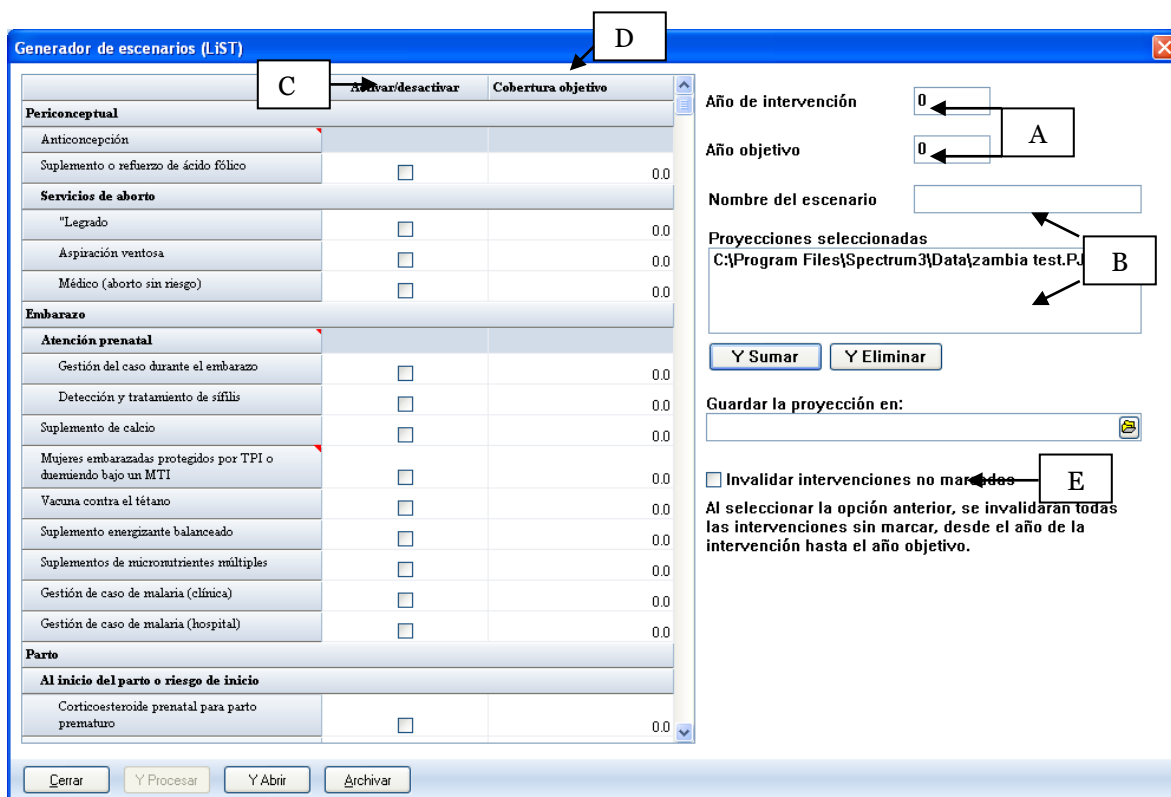 Generador de escenarios (LiST)
D
C
Activar/desactivar
Cobertura objetivo
Periconceptual
Anticoncepción
Suplemento o refuerzo de ácido fólico
0.0
Servicios de aborto
"Legrado
0.0
Aspiración ventosa
0.0
Médico (aborto sin riesgo)
0.0
Embarazo
Atención prenatal
Gestión del caso durante el embarazo
0.0
Detección y tratamiento de sífilis
0.0
Suplemento de calcio
0.0
Mujeres embarazadas protegidos por TPI o
duemiendo bajo un MTI
0.0
Vacuna contra el tétano
0.0
Suplemento energizante balanceado
0.0
Suplementos de micronutrientes múltiples
0.0
Gestión de caso de malaria (clínica)
0.0
Gestión de caso de malaria (hospital)
0.0
Parto
Al inicio del parto o riesgo de inicio
Corticoesteroide prenatal para parto
prematuro
0.0
Año de intervención
0
A
Año objetivo
0
Nombre del escenario
Proyecciones seleccionadas
C:\Program Files\Spectrum3\Data\zambia test.PJ
B
Y Sumar
Y Eliminar
Guardar la proyección en:
Invalidar intervenciones no marcadas
E
Al seleccionar la opción anterior, se invalidarán todas
las intervenciones sin marcar, desde el año de la
intervención hasta el año objetivo.
Cerrar
Y Procesar
Y Abrir
Archivar